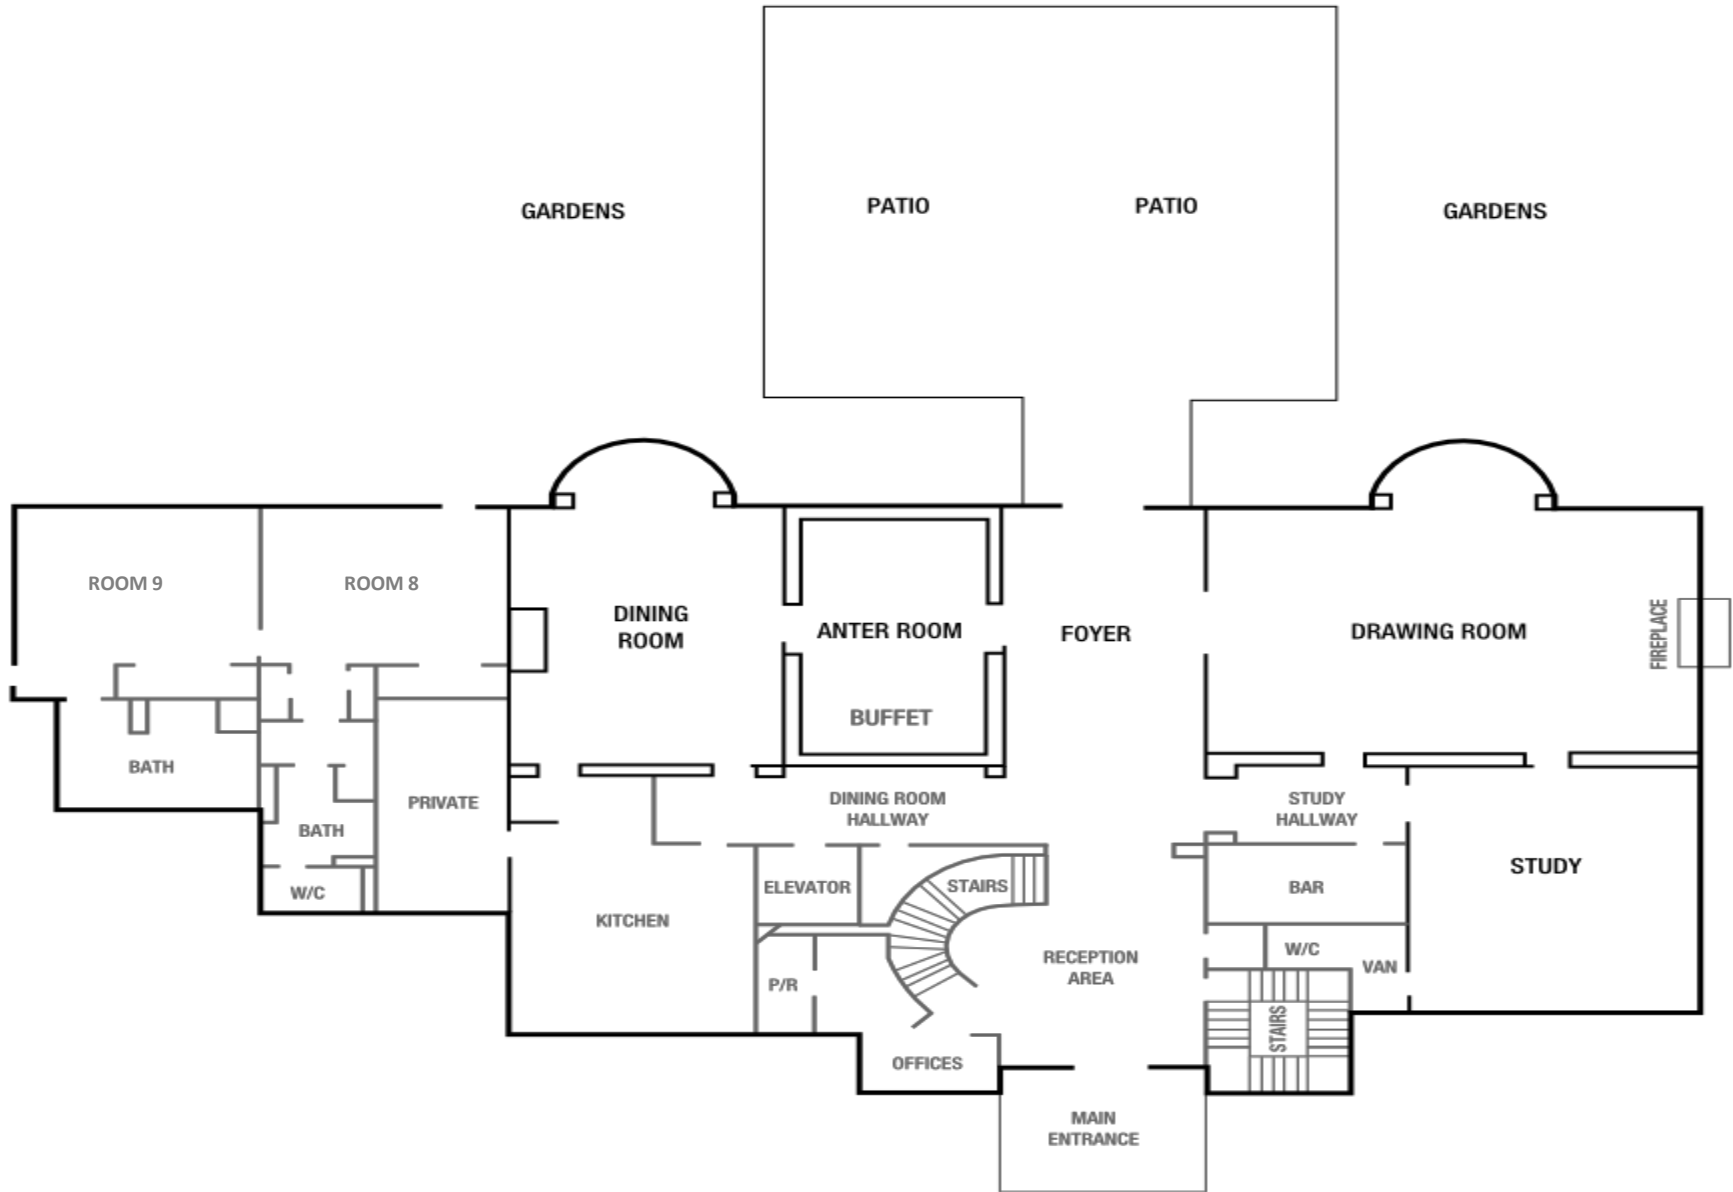 GARDENS
PATIO
PATIO
GARDENS
ROOM 9
ROOM 8
DINING
ROOM
ANTER ROOM
FOYER
DRAWING ROOM
FIREPLACE
BUFFET
BATH
PRIVATE
DINING ROOM
HALLWAY
STUDY
HALLWAY
BATH
STUDY
W/C
ELEVATOR
STAIRS
BAR
KITCHEN
RECEPTION
AREA
W/C
VAN
P/R
STAIRS
OFFICES
MAIN
ENTRANCE